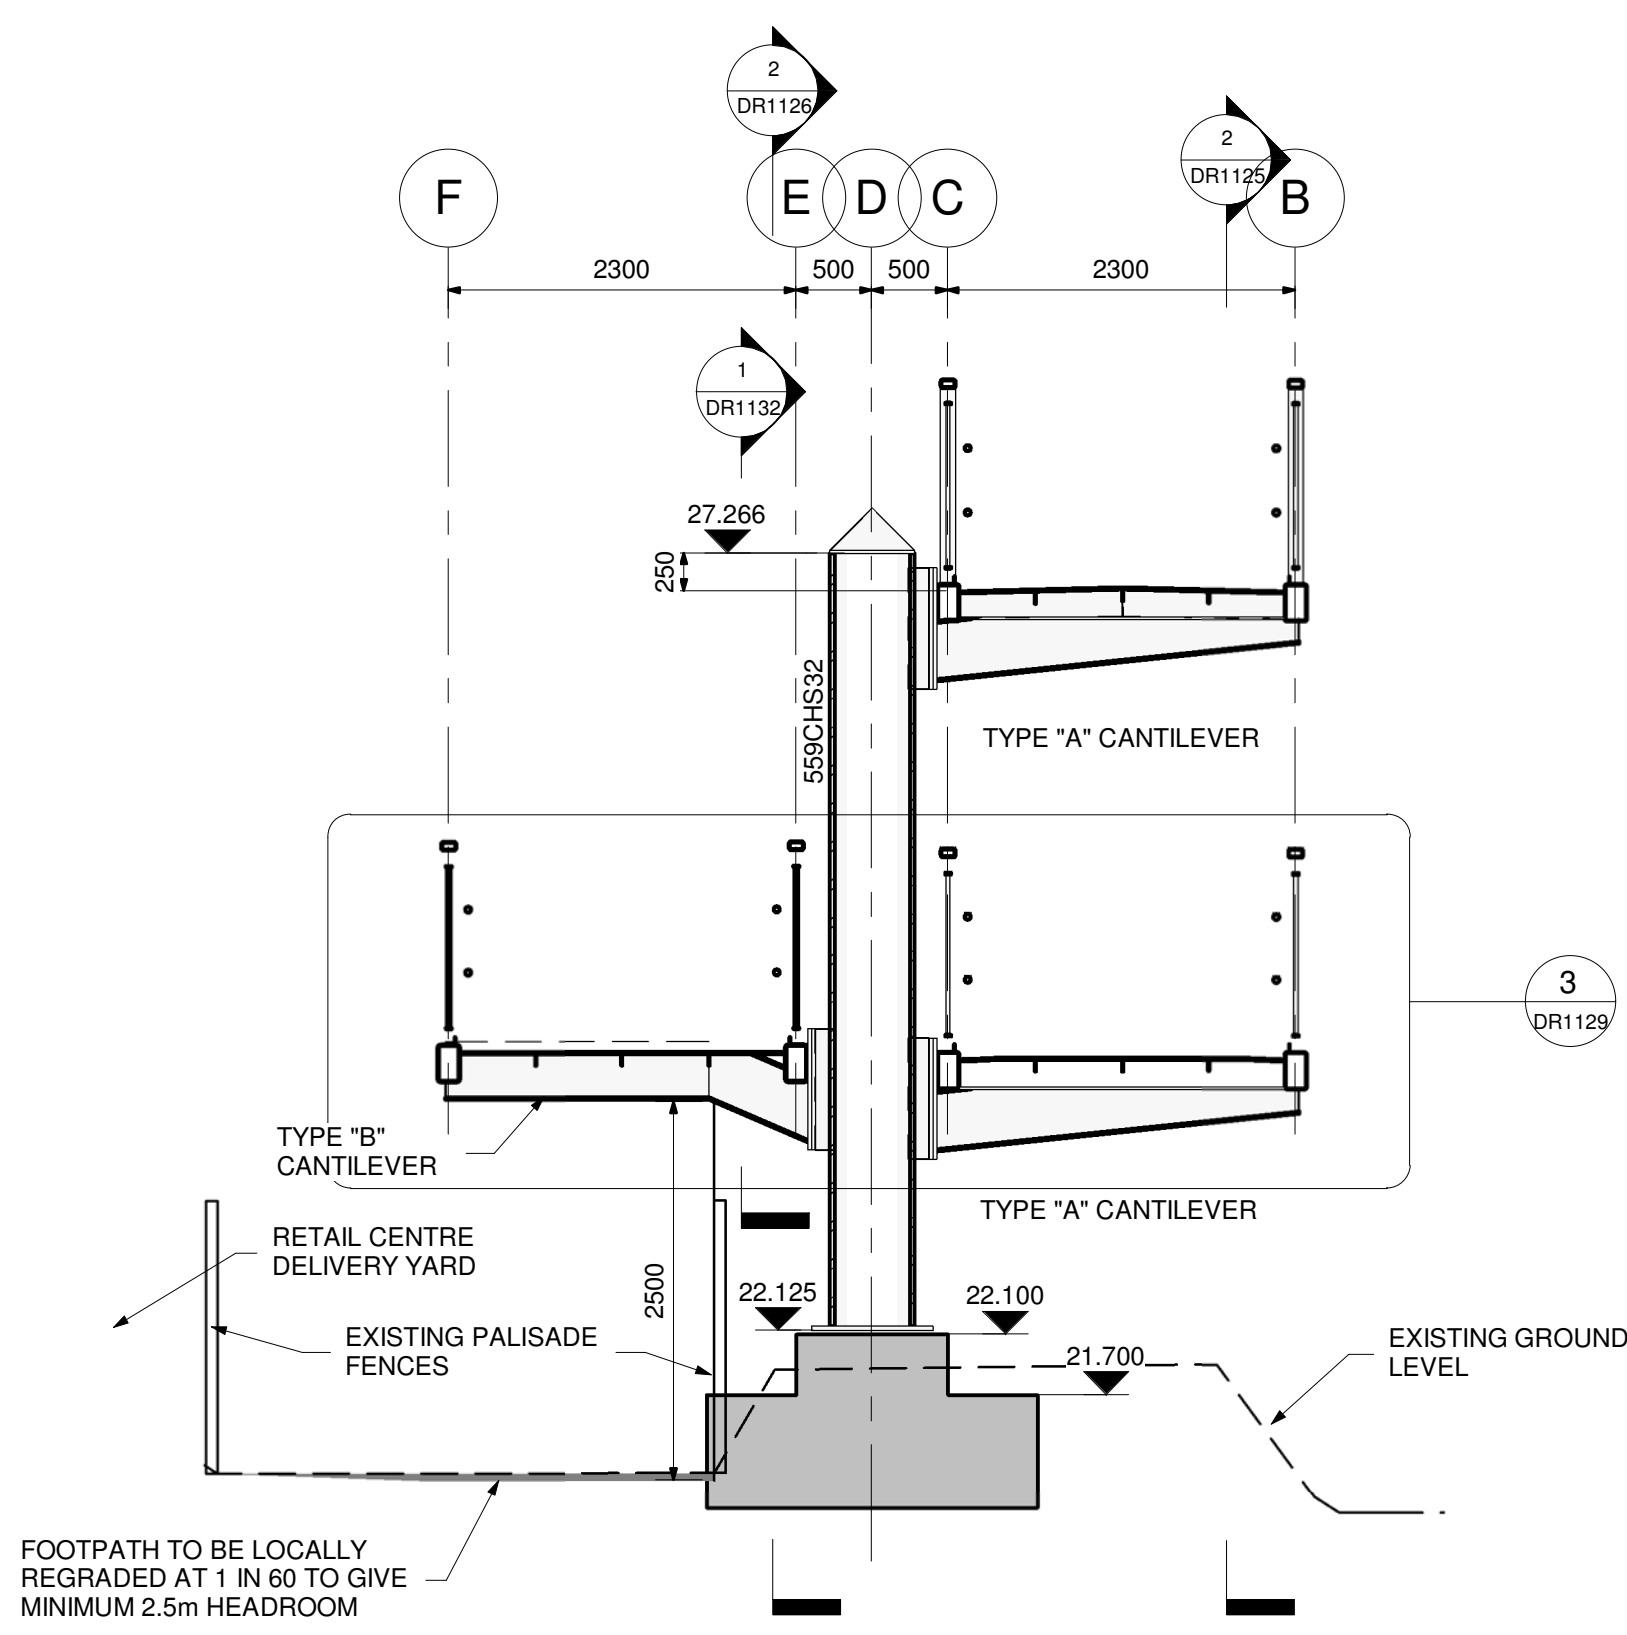 2
DR1126
2
DR1125
F
E
D
C
B
2300
500
500
2300
1
DR1132
27.266
250
559CHS32
TYPE "A" CANTILEVER
3
DR1129
TYPE "B"
CANTILEVER
TYPE "A" CANTILEVER
RETAIL CENTRE
DELIVERY YARD
2500
22.125
22.100
EXISTING PALISADE
FENCES
21.700
EXISTING GROUND
LEVEL
FOOTPATH TO BE LOCALLY
REGRADED AT 1 IN 60 TO GIVE
MINIMUM 2.5m HEADROOM